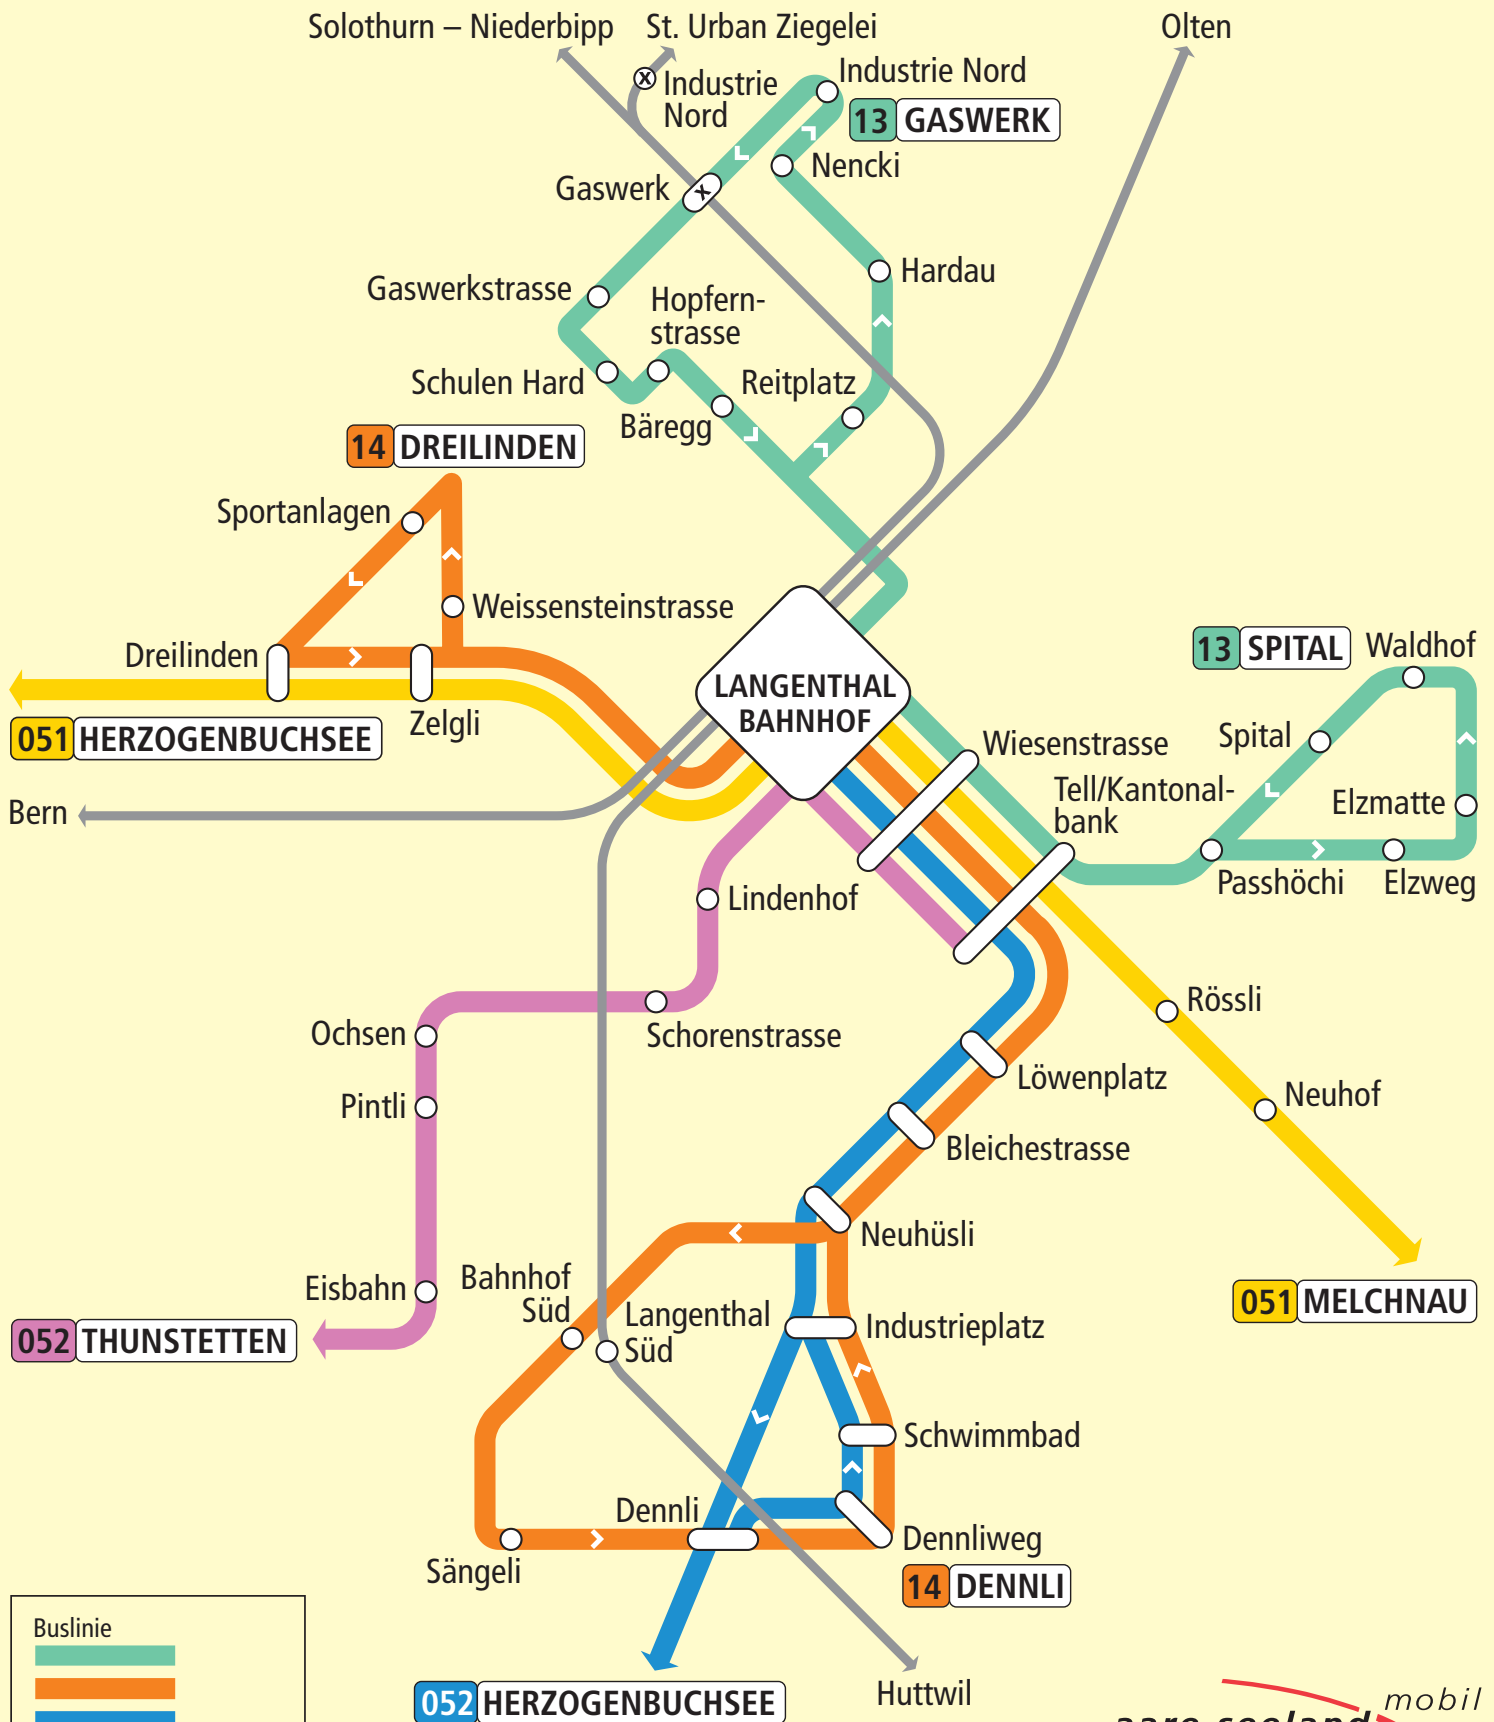 Solothurn – Niederbipp
St. Urban Ziegelei
Olten
x
Industrie
Nord
Industrie Nord
13 GASWERK
Nencki
Gaswerk
x
Hardau
Gaswerkstrasse
Hopfern-
strasse
Schulen Hard
Reitplatz
Bäregg
14 DREILINDEN
Sportanlagen
Weissensteinstrasse
Dreilinden
13 SPITAL
Waldhof
LANGENTHAL
BAHNHOF
Zelgli
051 HERZOGENBUCHSEE
Wiesenstrasse
Spital
Tell/Kantonal-
bank
Elzmatte
Bern
Passhöchi
Elzweg
Lindenhof
Rössli
Ochsen
Schorenstrasse
Löwenplatz
Pintli
Neuhof
Bleichestrasse
Neuhüsli
Eisbahn
Bahnhof
Süd
Langenthal
Süd
051 MELCHNAU
Industrieplatz
052 THUNSTETTEN
Schwimmbad
Dennli
Dennliweg
Sängeli
14 DENNLI
Buslinie
052 HERZOGENBUCHSEE
Huttwil
mobil